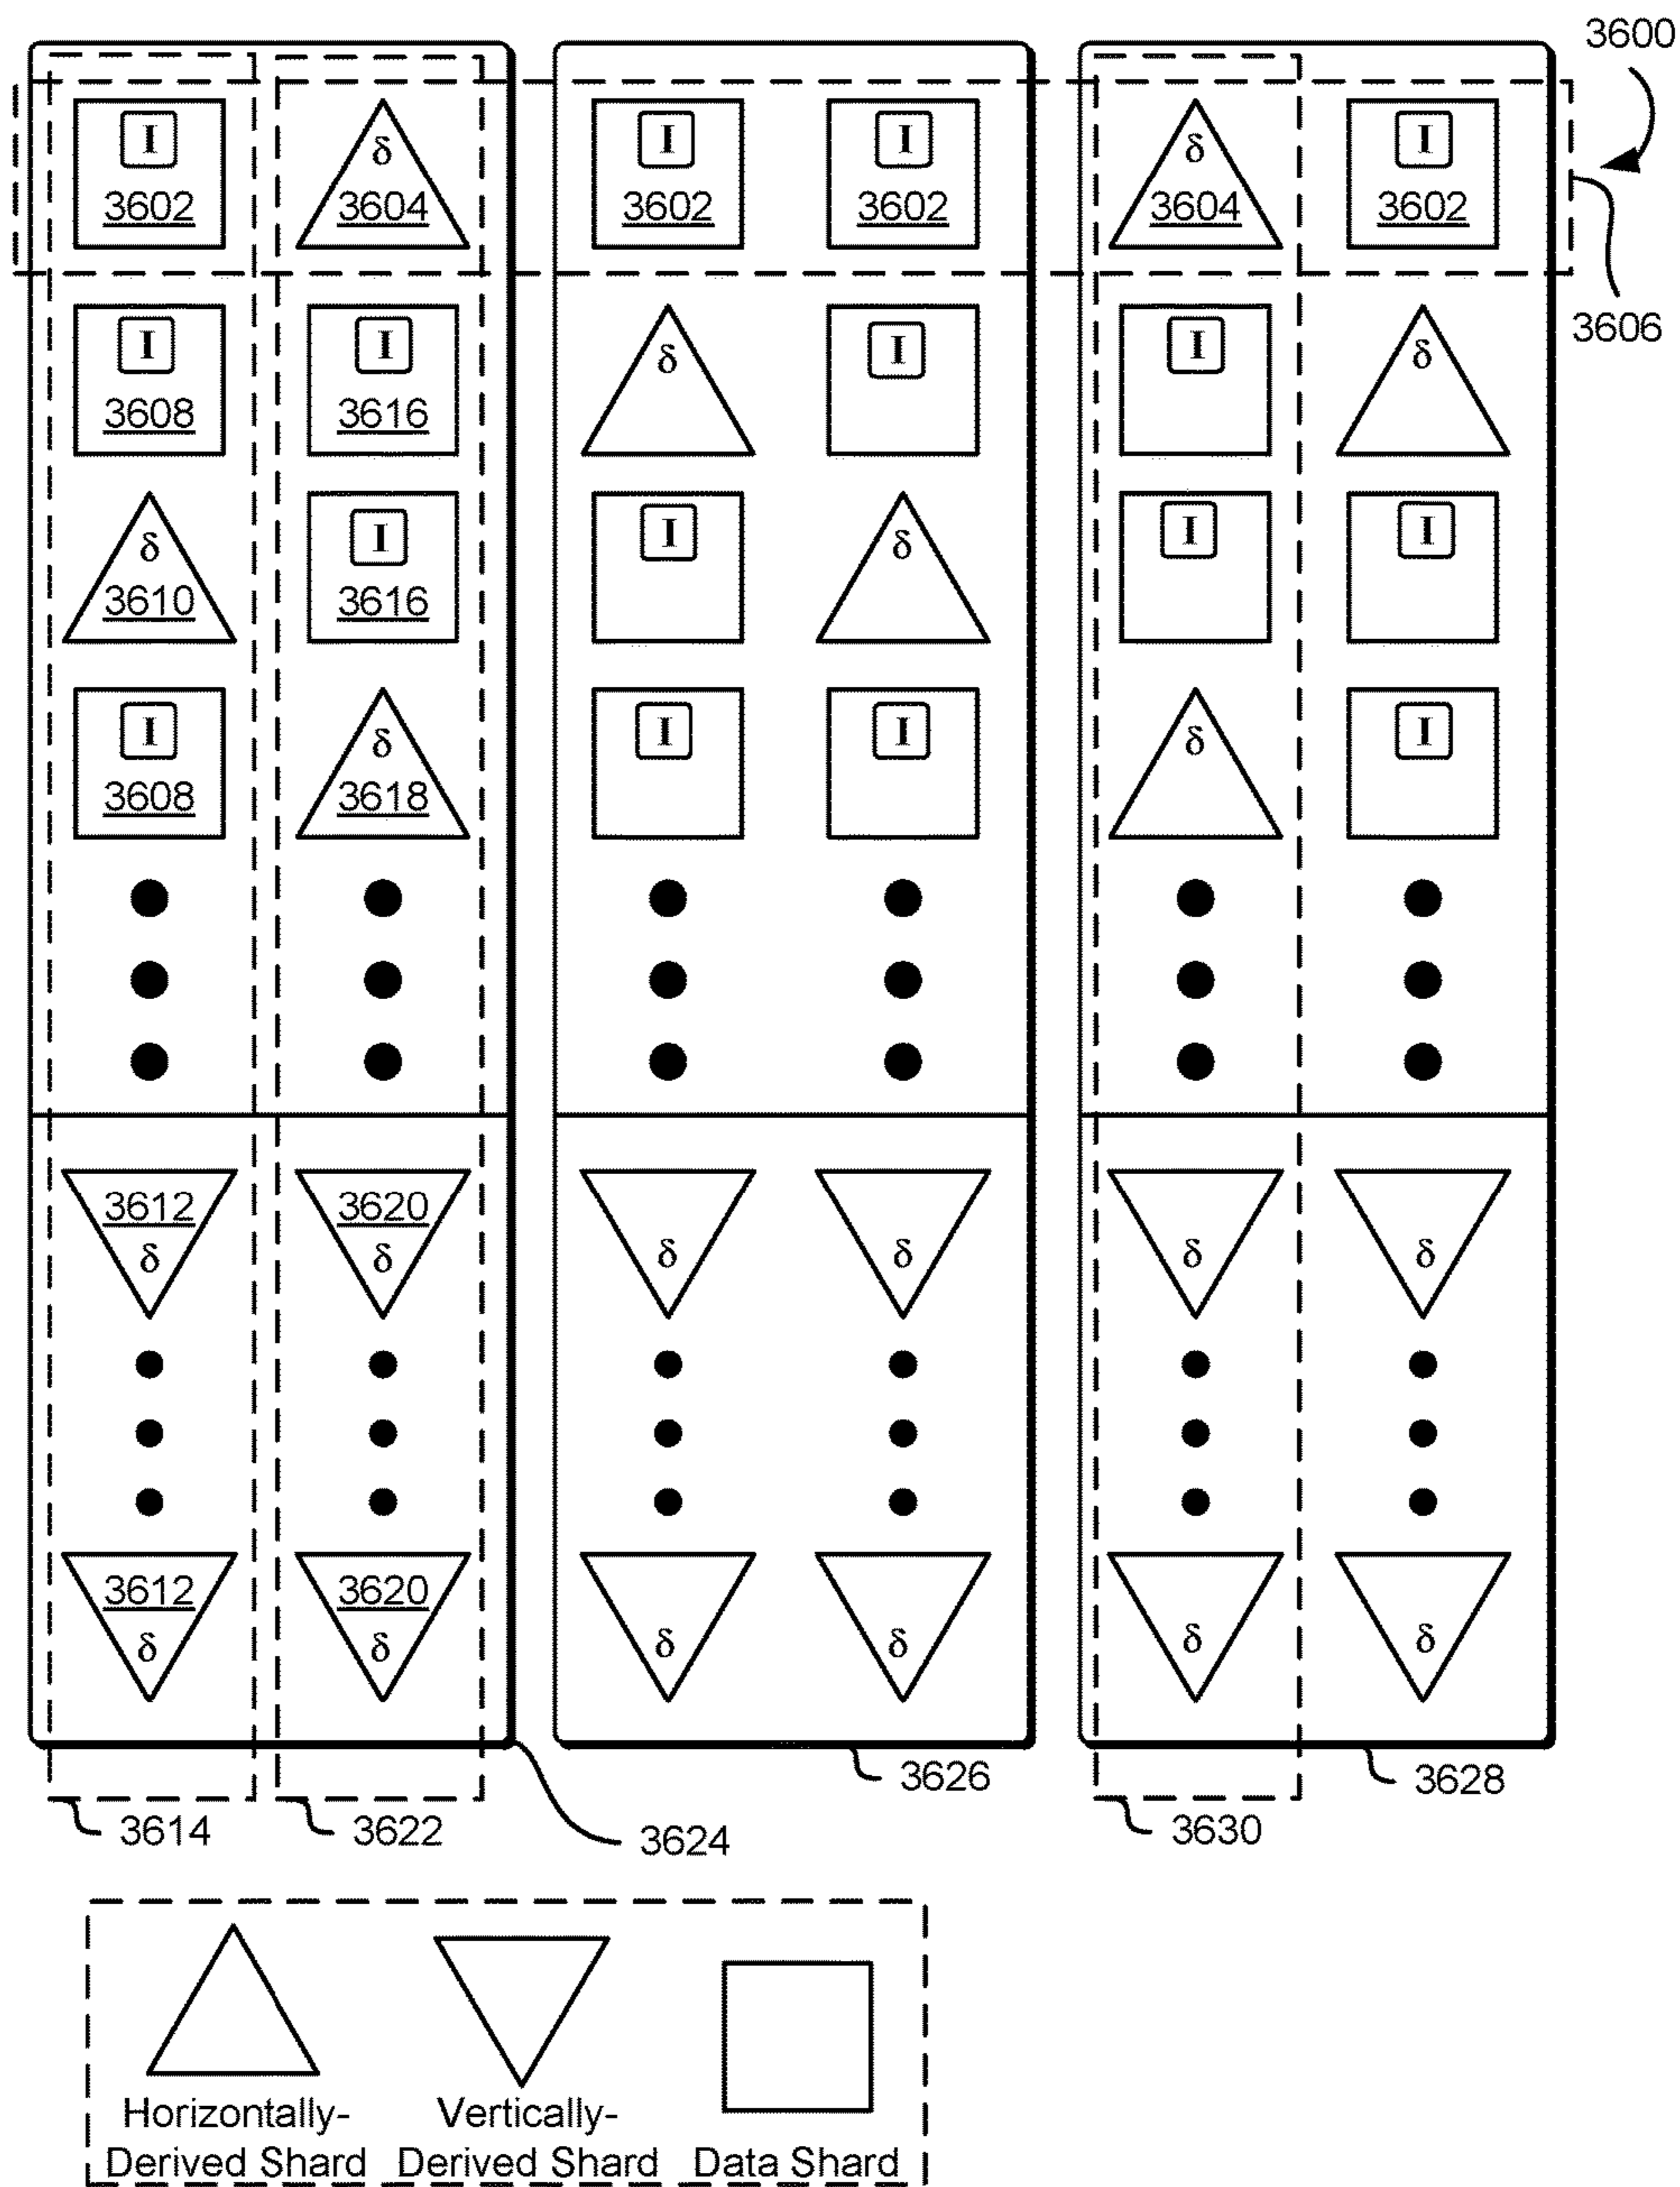 3600
I δ I I δ I
3602 3604 3602 3602 3604 3602
3606
I I δ I I δ
3608 3616
δ I I δ I I
3610 3616
I δ I I δ I
3608 3618
3612 3620
δ δ δ δ δ δ
3612 3620
δ δ δ δ δ δ
3626 3628
3614 3622 3624 3630
Horizontally- Vertically-
Derived Shard Derived Shard Data Shard